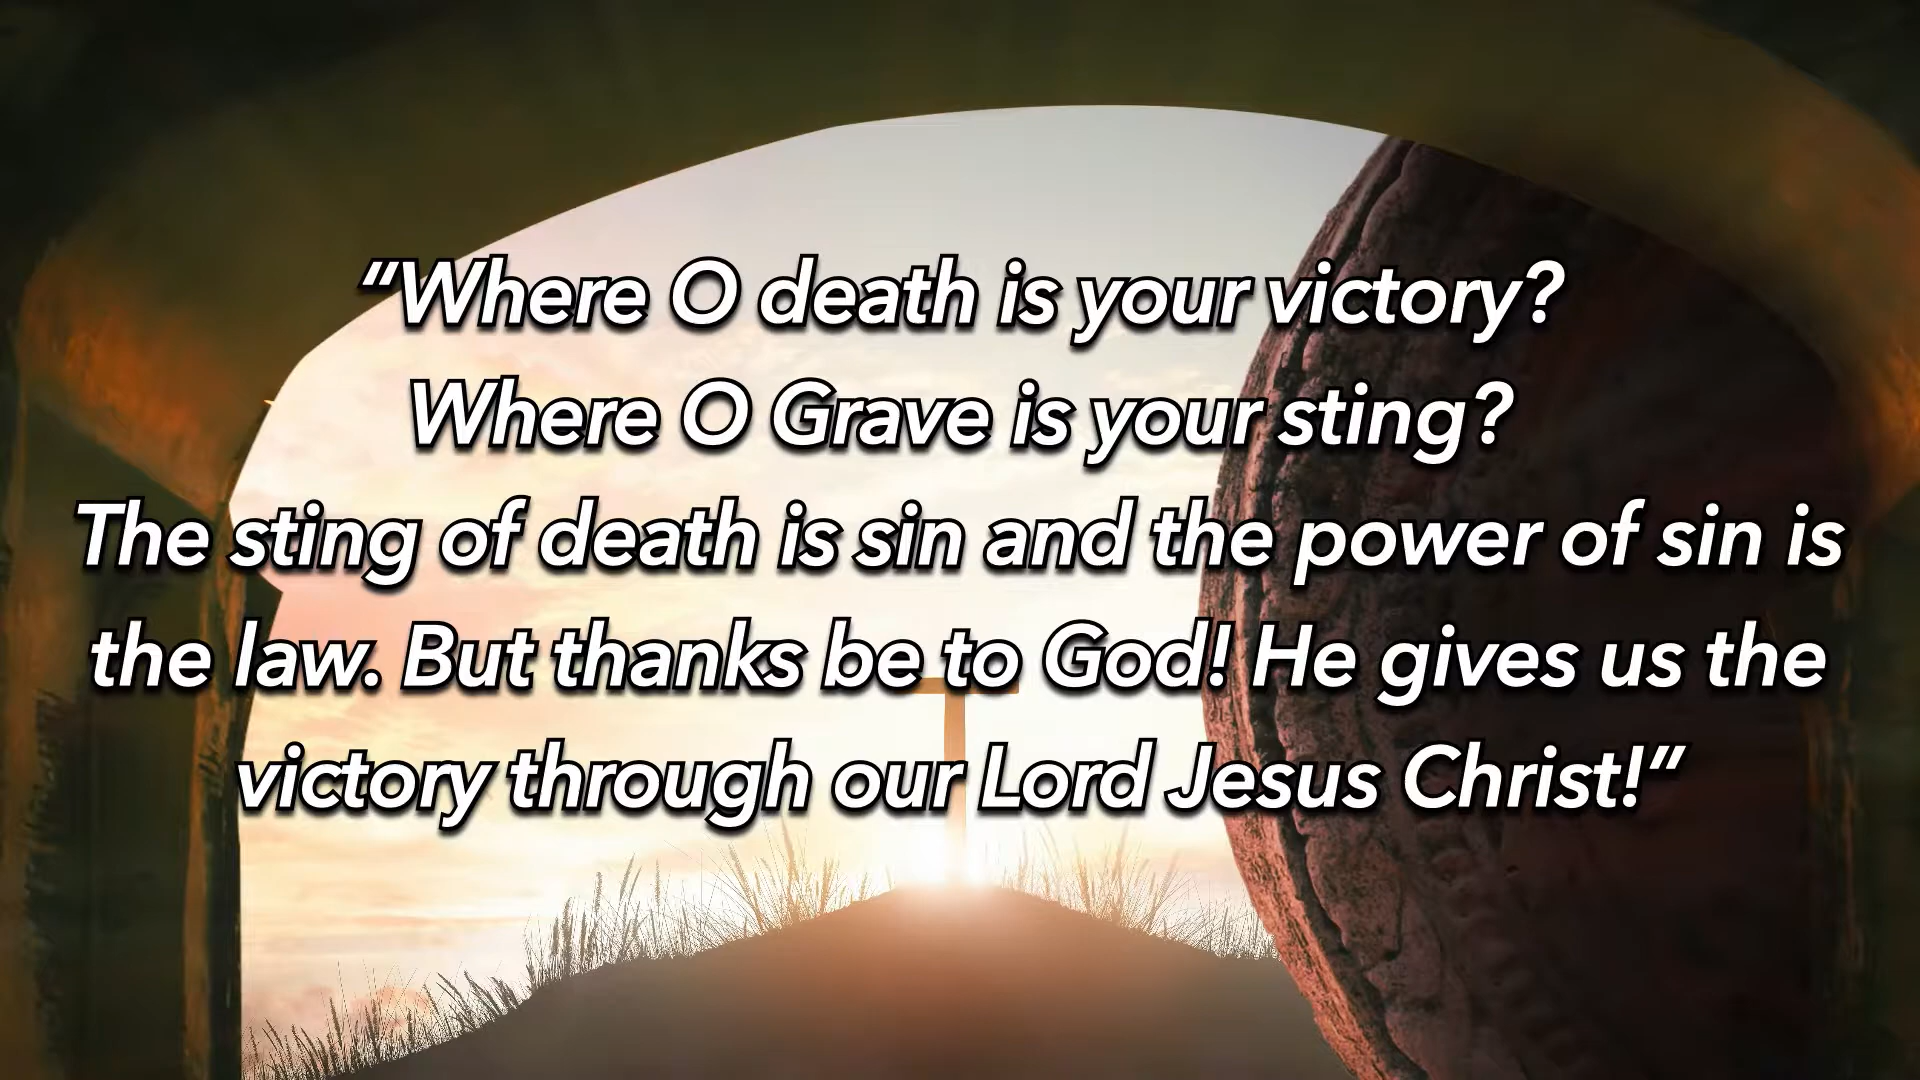 “Where O death is your victory?
Where O Grave is your sting?
The sting of death is sin and the power of sin is
the law. But thanks be to God! He gives us the
victory through our Lord Jesus Christ!”